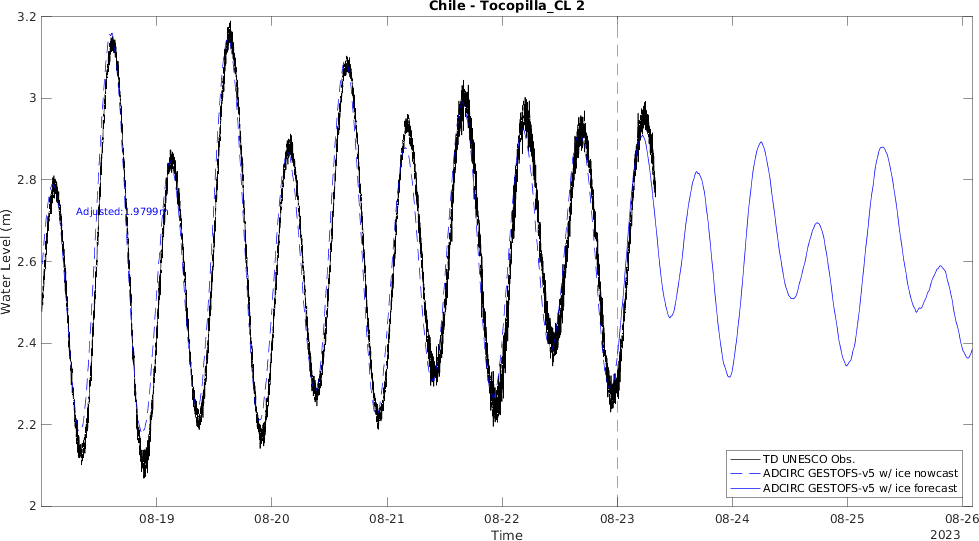 Chile - Tocopilla_CL 2
3.2
3
2.8
2.6
2.4
2.2
2
Water Level (m)
Adjusted: 1.9799m
TD UNESCO Obs.
ADCIRC GESTOFS-v5 w/ ice nowcast
ADCIRC GESTOFS-v5 w/ ice forecast
08-19 08-20 08-21 08-22 08-23 08-24 08-25 08-26
Time 2023